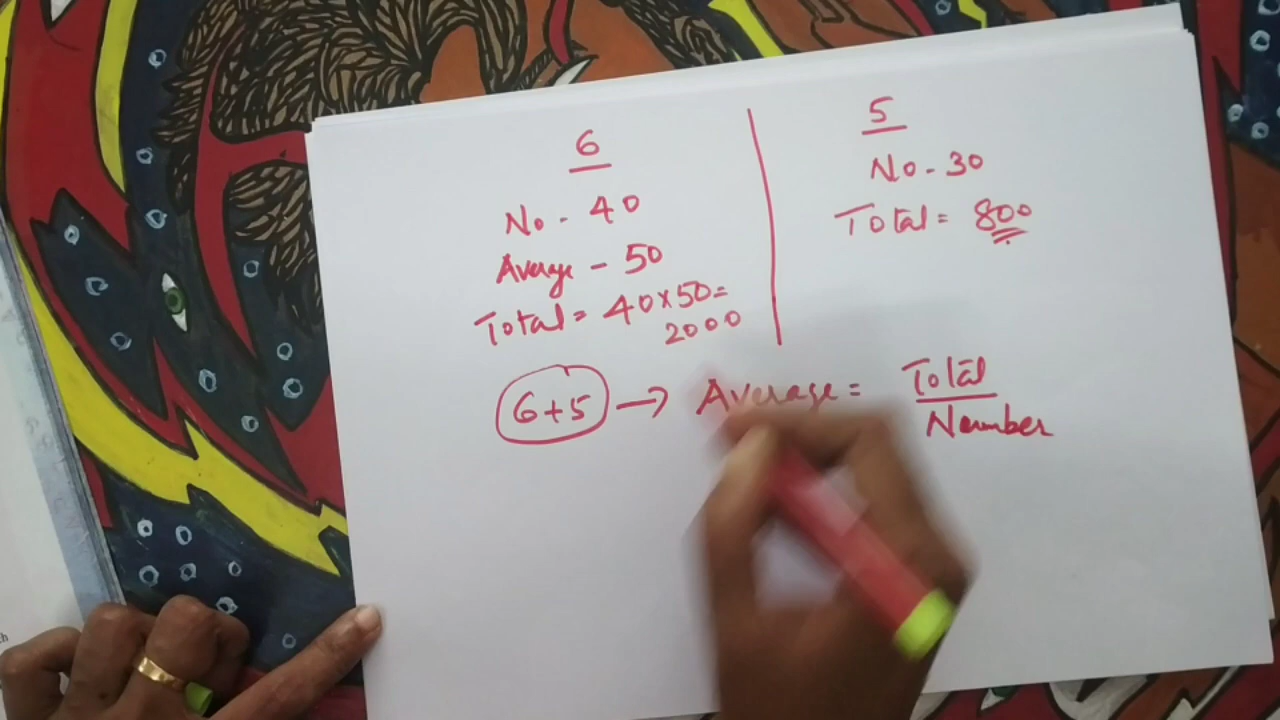 6
No - 40
Average - 50
Total = 40x50=
2000
5
No - 30
Total = 800
6+5 → Average = Total
Number